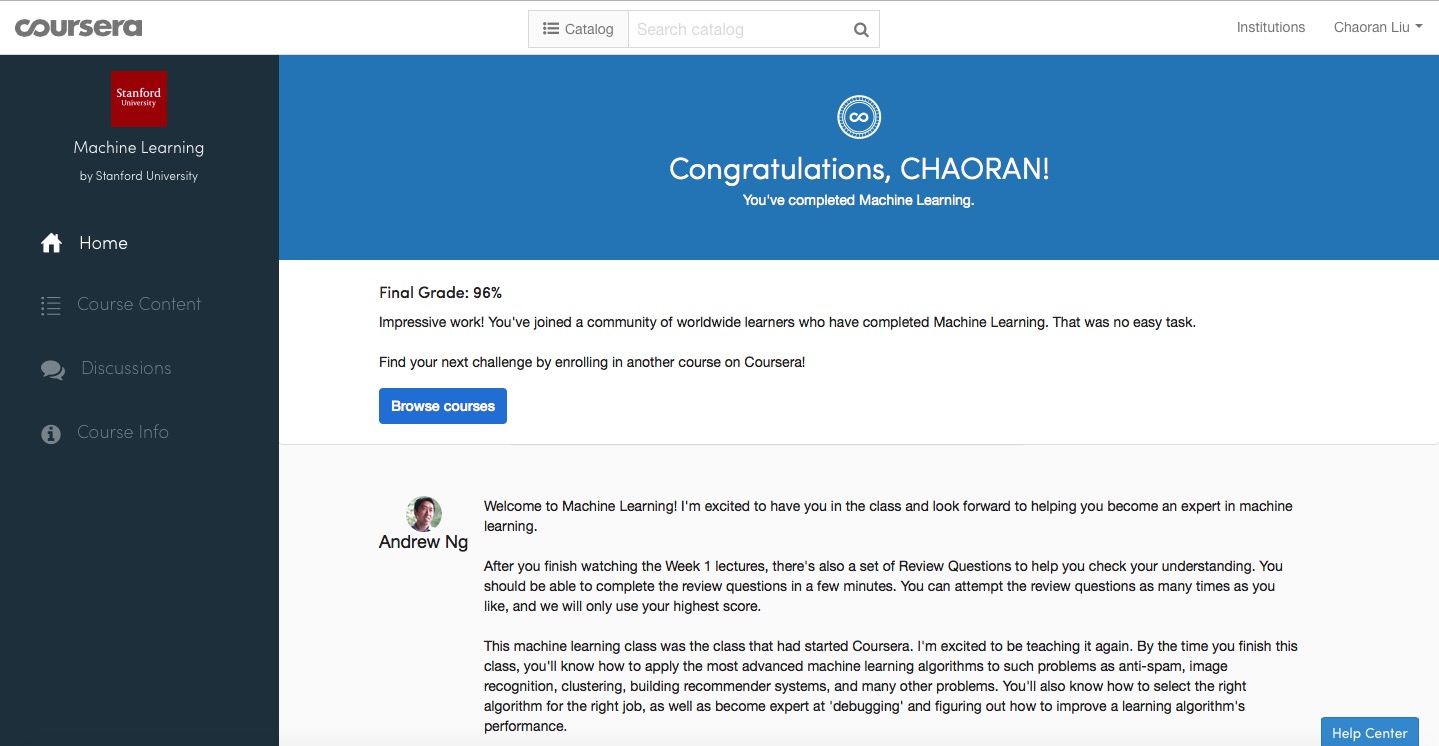 coursera
Catalog
Search catalog
Institutions
Chaoran Liu
Stanford
University
Machine Learning
by Stanford University
Home
Course Content
Discussions
Course Info
Congratulations, CHAORAN!
You've completed Machine Learning.
Final Grade: 96%
Impressive work! You've joined a community of worldwide learners who have completed Machine Learning. That was no easy task.
Find your next challenge by enrolling in another course on Coursera!
Browse courses
Andrew Ng
Welcome to Machine Learning! I'm excited to have you in the class and look forward to helping you become an expert in machine
learning.
After you finish watching the Week 1 lectures, there's also a set of Review Questions to help you check your understanding. You
should be able to complete the review questions in a few minutes. You can attempt the review questions as many times as you
like, and we will only use your highest score.
This machine learning class was the class that had started Coursera. I'm excited to be teaching it again. By the time you finish this
class, you'll know how to apply the most advanced machine learning algorithms to such problems as anti-spam, image
recognition, clustering, building recommender systems, and many other problems. You'll also know how to select the right
algorithm for the right job, as well as become expert at 'debugging' and figuring out how to improve a learning algorithm's
performance.
Help Center